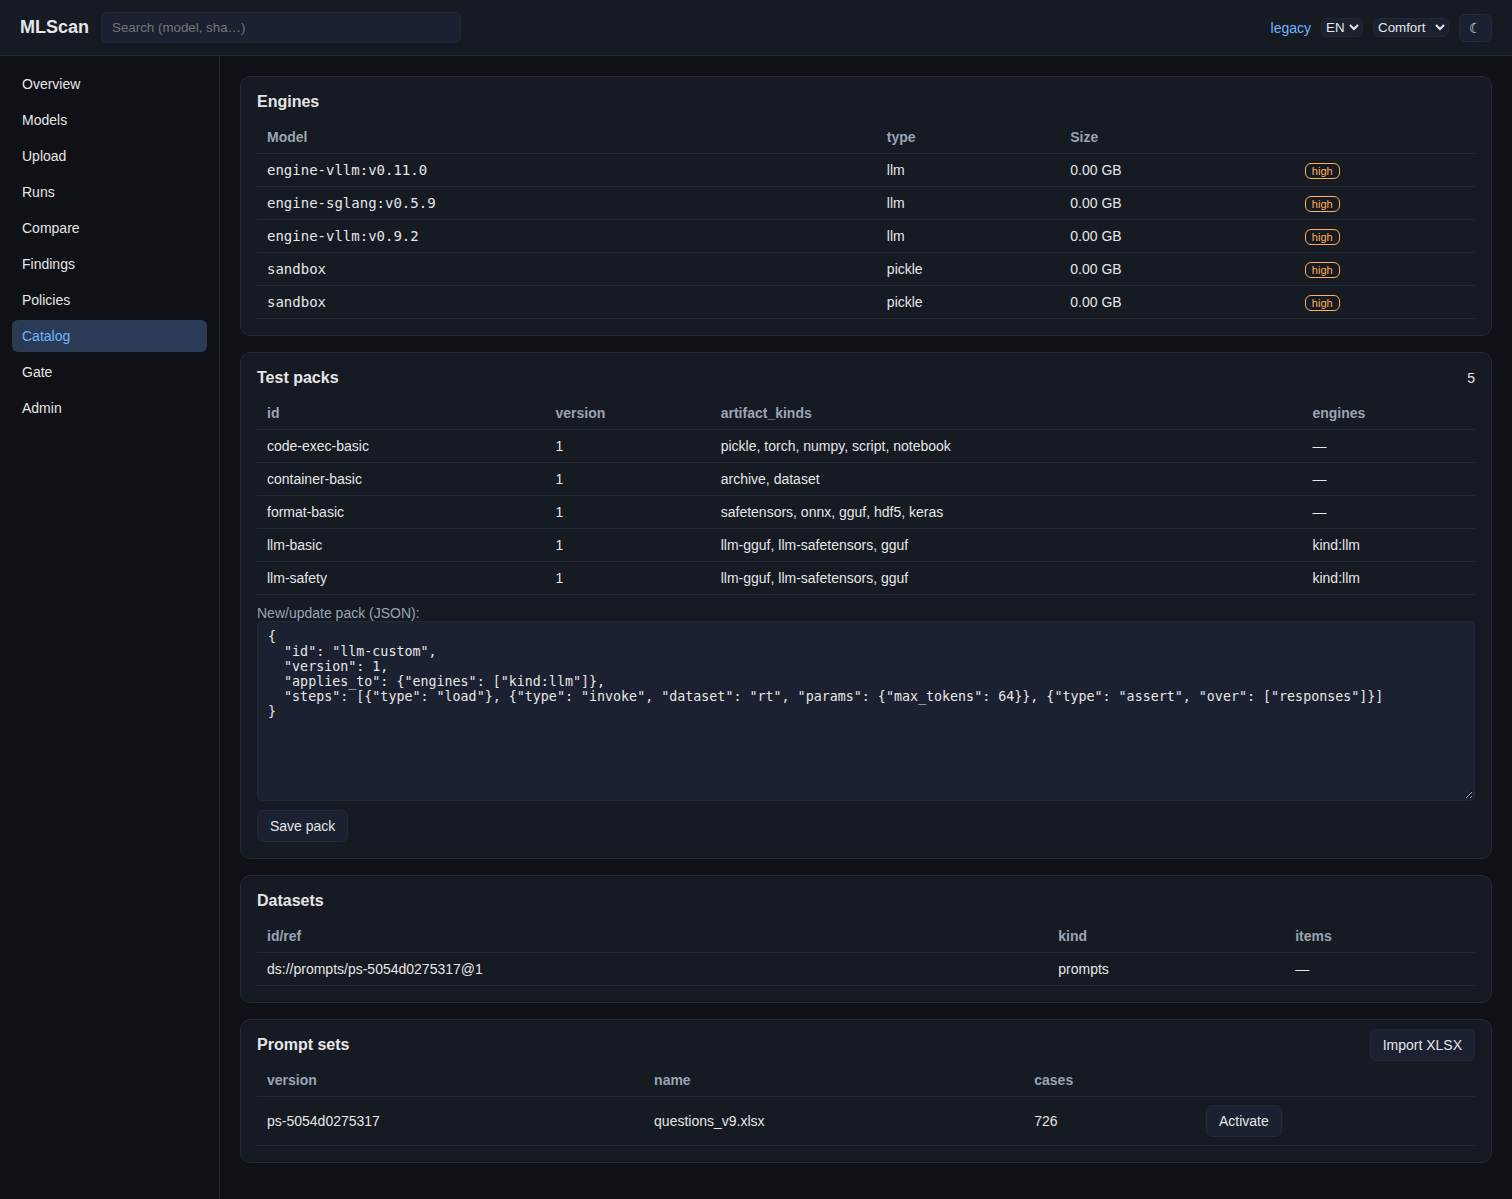 MLScan Search (model, sha…) legacy EN Comfort ☾
Overview
Models
Upload
Runs
Compare
Findings
Policies
Catalog
Gate
Admin
Engines
Model type Size
engine-vllm:v0.11.0 llm 0.00 GB high
engine-sglang:v0.5.9 llm 0.00 GB high
engine-vllm:v0.9.2 llm 0.00 GB high
sandbox pickle 0.00 GB high
sandbox pickle 0.00 GB high
Test packs 5
id version artifact_kinds engines
code-exec-basic 1 pickle, torch, numpy, script, notebook —
container-basic 1 archive, dataset —
format-basic 1 safetensors, onnx, gguf, hdf5, keras —
llm-basic 1 llm-gguf, llm-safetensors, gguf kind:llm
llm-safety 1 llm-gguf, llm-safetensors, gguf kind:llm
New/update pack (JSON):
{
  "id": "llm-custom",
  "version": 1,
  "applies_to": {"engines": ["kind:llm"]},
  "steps": [{"type": "load"}, {"type": "invoke", "dataset": "rt", "params": {"max_tokens": 64}}, {"type": "assert", "over": ["responses"]}]
}
Save pack
Datasets
id/ref kind items
ds://prompts/ps-5054d0275317@1 prompts —
Prompt sets Import XLSX
version name cases
ps-5054d0275317 questions_v9.xlsx 726 Activate